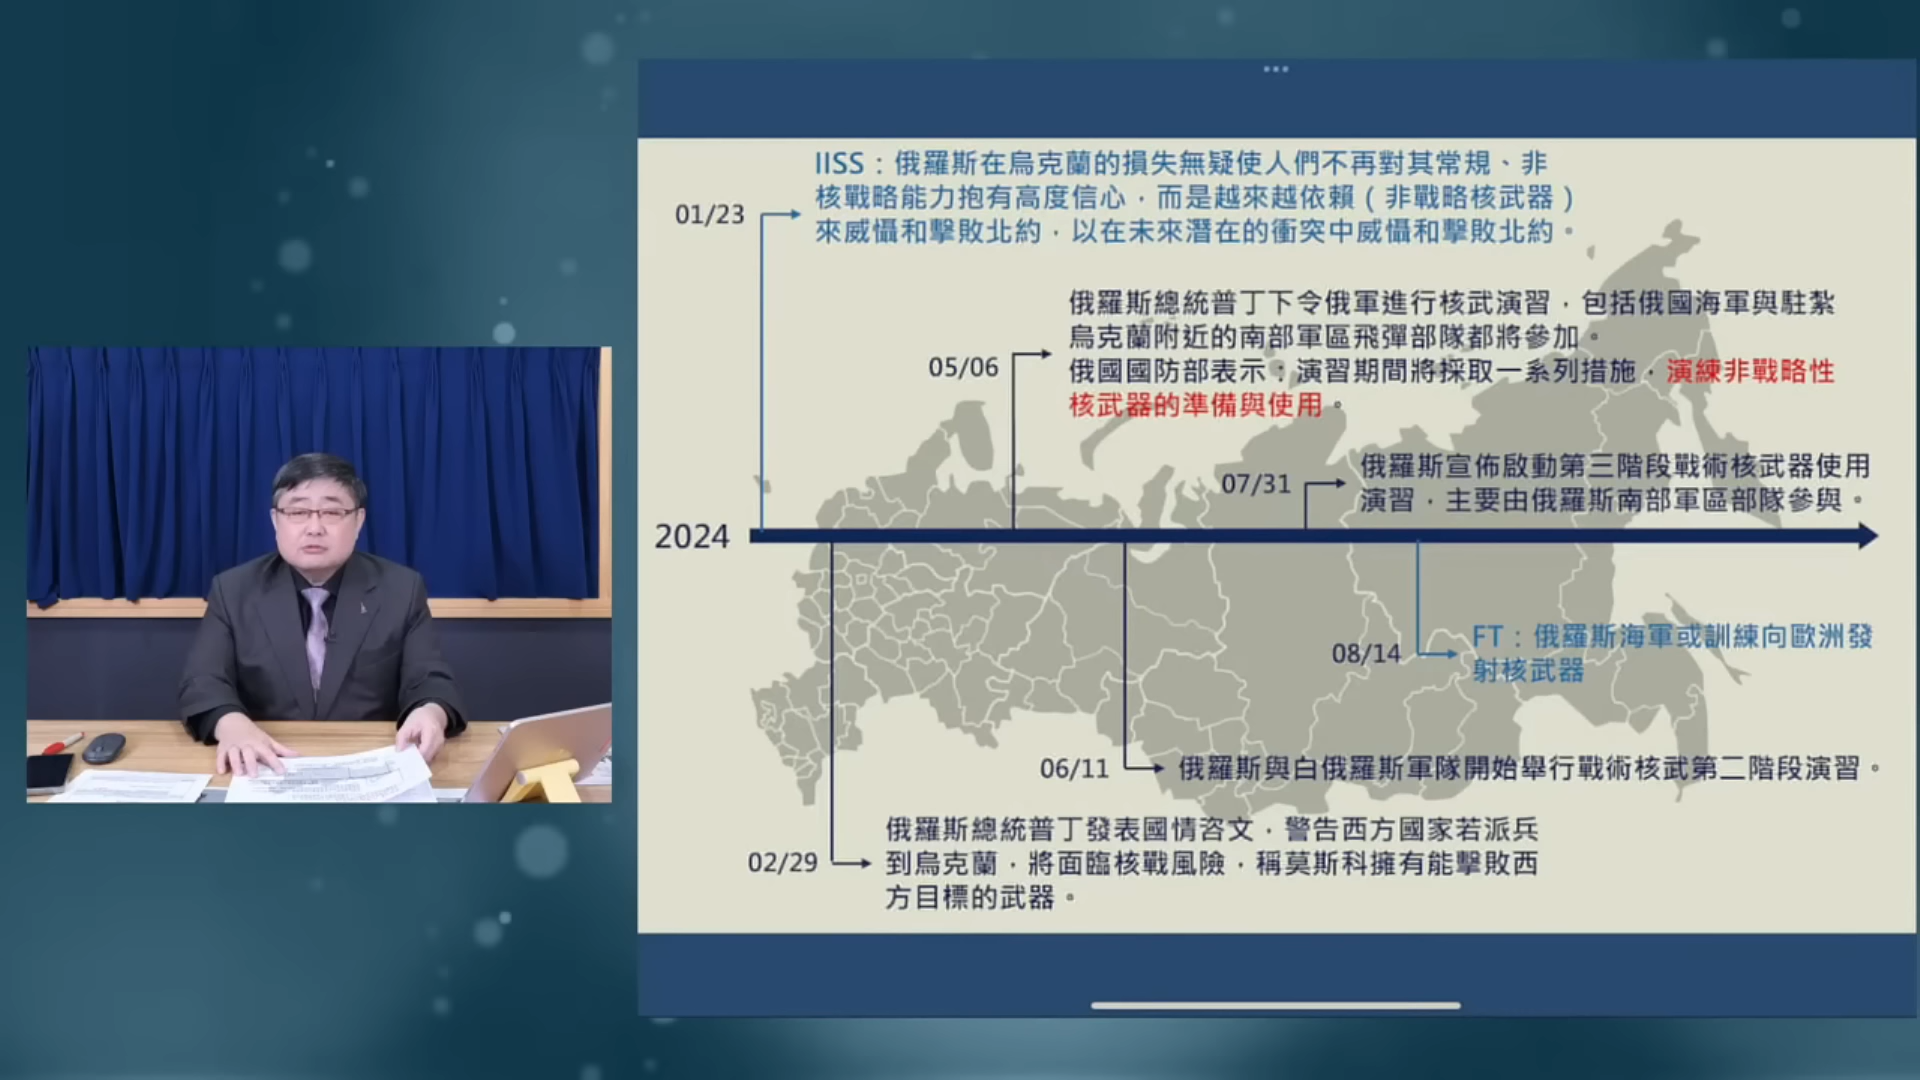 01/23
IISS：俄羅斯在烏克蘭的損失無疑使人們不再對其常規、非
核戰略能力抱有高度信心，而是越來越依賴（非戰略核武器）
來威懾和擊敗北約，以在未來潛在的衝突中威懾和擊敗北約。
05/06
俄羅斯總統普丁下令俄軍進行核武演習，包括俄國海軍與駐紮
烏克蘭附近的南部軍區飛彈部隊都將參加。
俄國國防部表示：演習期間將採取一系列措施，演練非戰略性
核武器的準備與使用。
07/31
俄羅斯宣佈啟動第三階段戰術核武器使用
演習，主要由俄羅斯南部軍區部隊參與。
2024
08/14
FT：俄羅斯海軍或訓練向歐洲發
射核武器
06/11
俄羅斯與白俄羅斯軍隊開始舉行戰術核武第二階段演習。
02/29
俄羅斯總統普丁發表國情咨文，警告西方國家若派兵
到烏克蘭，將面臨核戰風險，稱莫斯科擁有能擊敗西
方目標的武器。